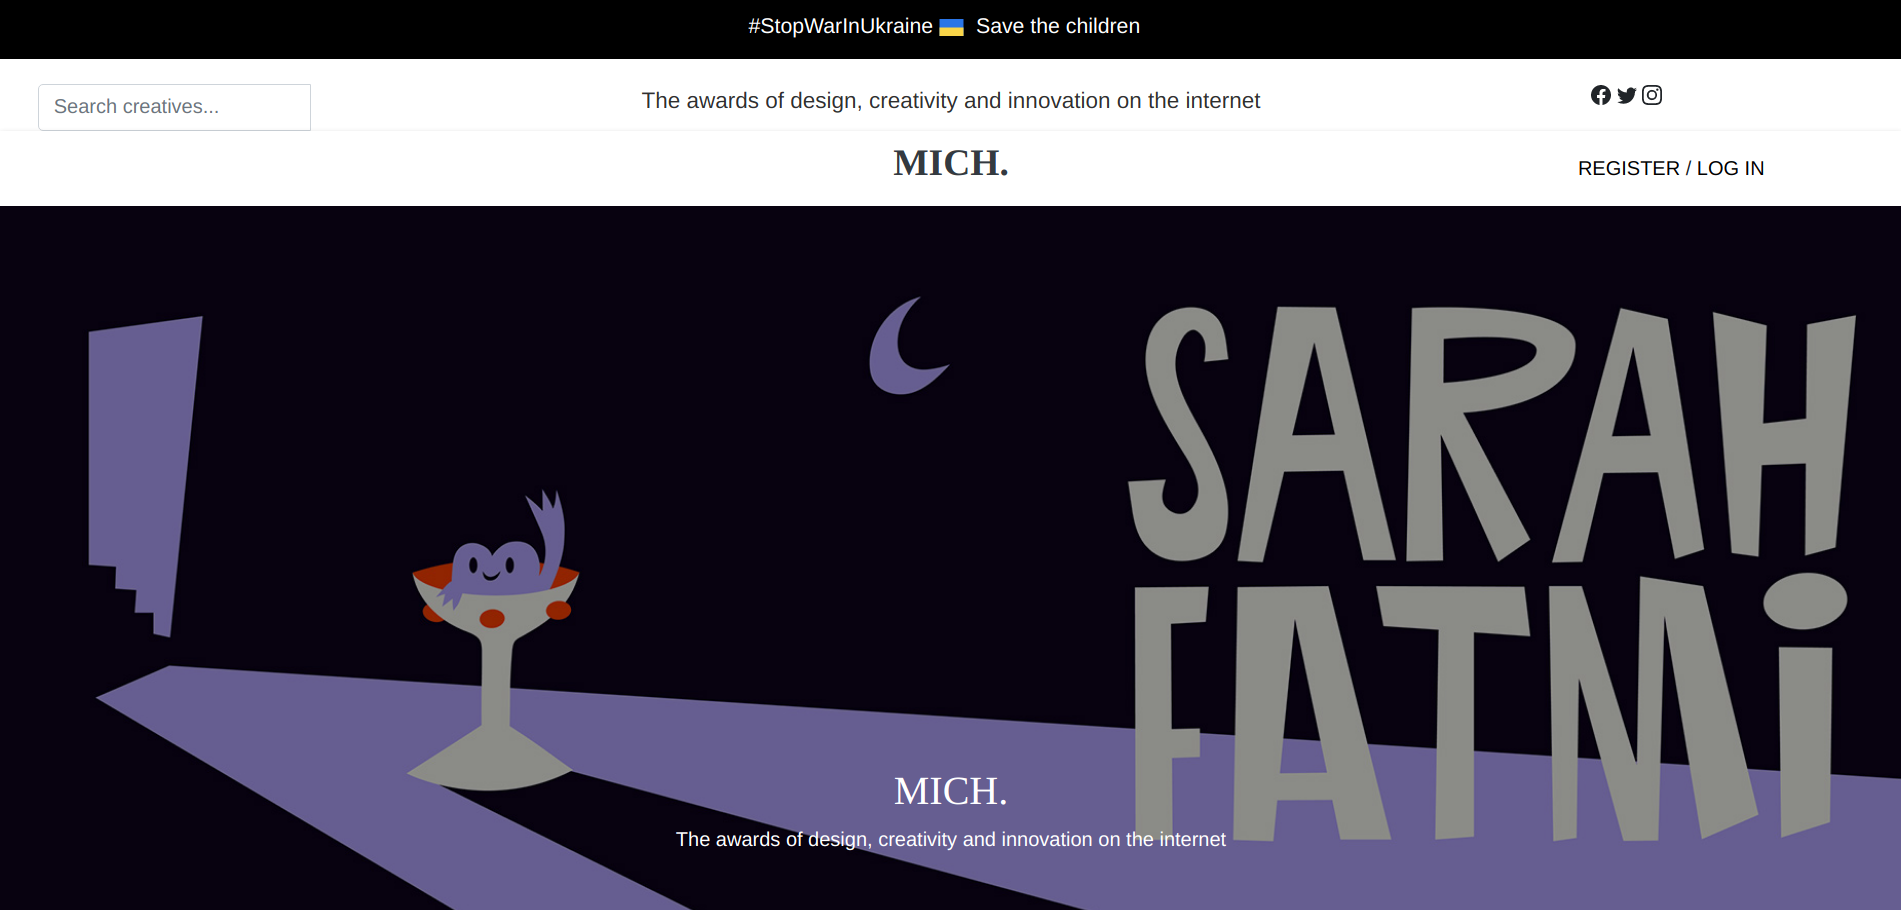 #StopWarInUkraine 🇺🇦 Save the children
Search creatives...
The awards of design, creativity and innovation on the internet
MICH.
REGISTER / LOG IN
SARAH
FATMi
MICH.
The awards of design, creativity and innovation on the internet